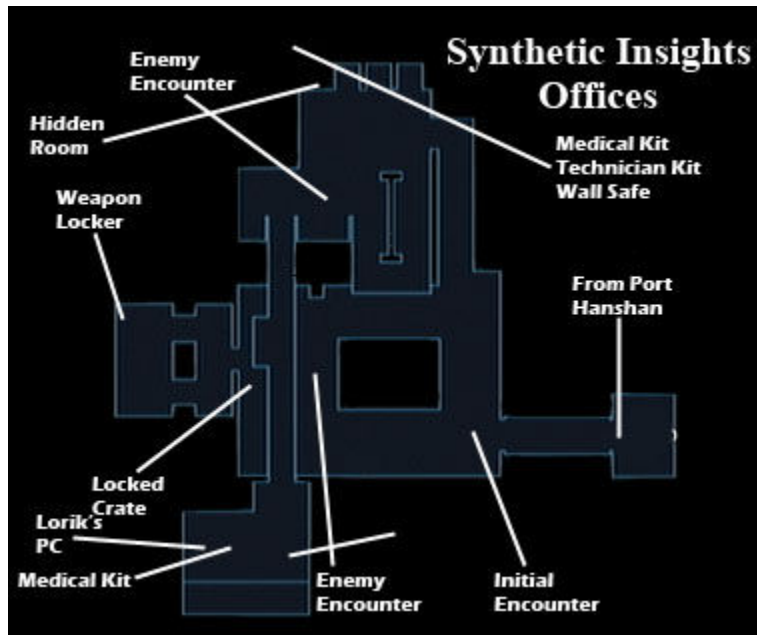 Synthetic Insights
Offices
Enemy
Encounter
Hidden
Room
Medical Kit
Technician Kit
Wall Safe
Weapon
Locker
From Port
Hanshan
Locked
Crate
Lorik's
PC
Medical Kit
Enemy
Encounter
Initial
Encounter